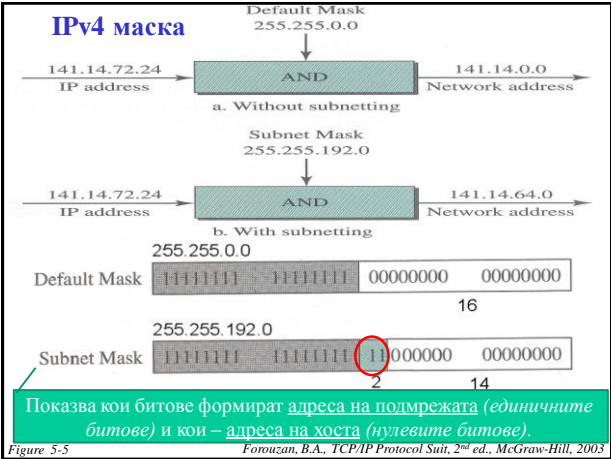 IPv4 маска
Default Mask
255.255.0.0
141.14.72.24
IP address
AND
141.14.0.0
Network address
a. Without subnetting
Subnet Mask
255.255.192.0
141.14.72.24
IP address
AND
141.14.64.0
Network address
b. With subnetting
255.255.0.0
Default Mask 11111111 11111111 00000000 00000000
16
255.255.192.0
Subnet Mask 11111111 11111111 11000000 00000000
2 14
Показва кои битове формират адреса на подмрежата (единичните
битове) и кои – адреса на хоста (нулевите битове).
Figure 5-5 Forouzan, B.A., TCP/IP Protocol Suit, 2nd ed., McGraw-Hill, 2003